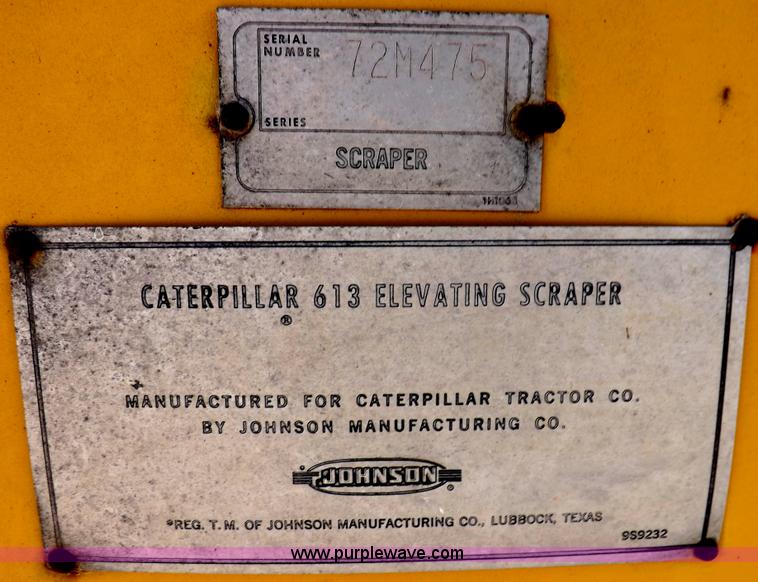 SERIAL
NUMBER 72M475
SERIES
SCRAPER
CATERPILLAR 613 ELEVATING SCRAPER
®
MANUFACTURED FOR CATERPILLAR TRACTOR CO.
BY JOHNSON MANUFACTURING CO.
JOHNSON ®
*REG. T. M. OF JOHNSON MANUFACTURING CO., LUBBOCK, TEXAS
9S9232
www.purplewave.com